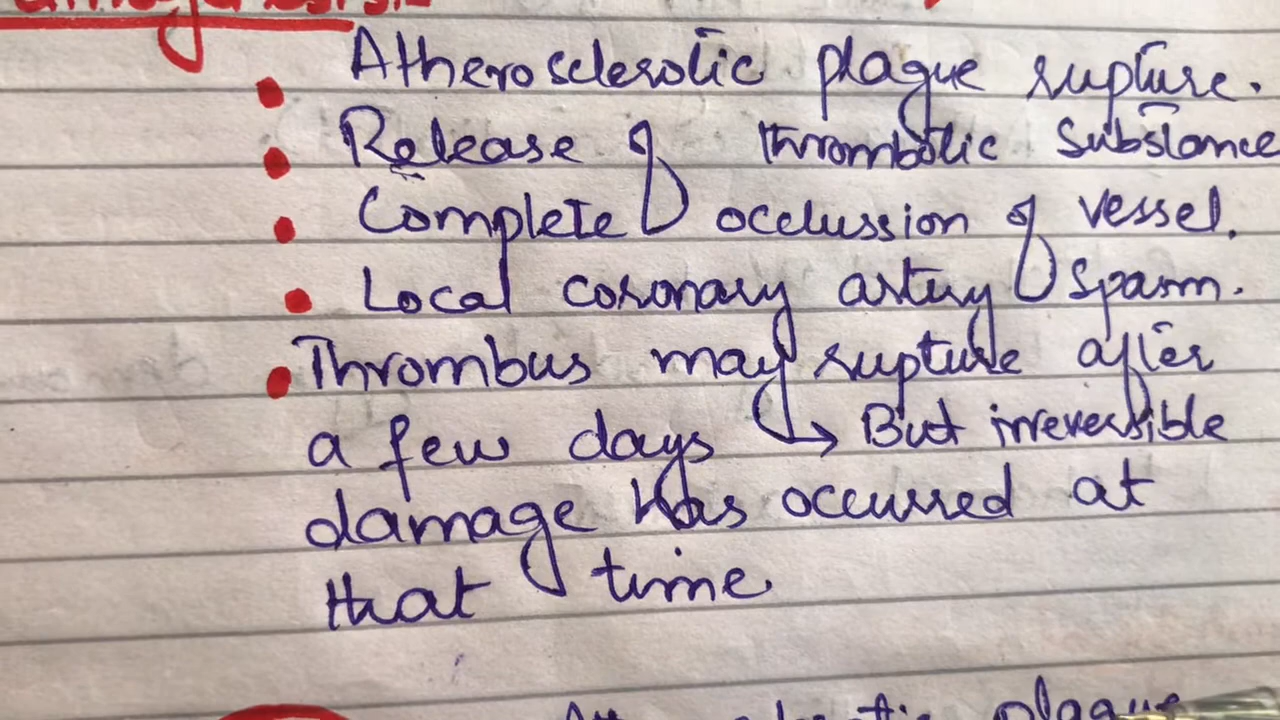 Atherosclerotic plague rupture.
Release of thrombotic Substance
Complete occlussion of vessel.
Local coronary artery spasm.
Thrombus may rupture after
a few days → But irreversible
damage has occurred at
that time
plague